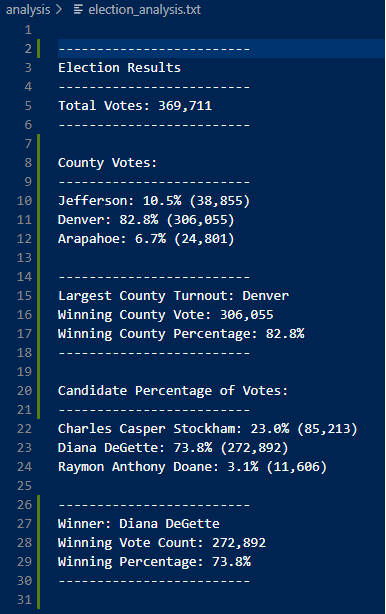 analysis > election_analysis.txt
1
2 -------------------------
3 Election Results
4 -------------------------
5 Total Votes: 369,711
6 -------------------------
7
8 County Votes:
9 -------------------------
10 Jefferson: 10.5% (38,855)
11 Denver: 82.8% (306,055)
12 Arapahoe: 6.7% (24,801)
13
14 -------------------------
15 Largest County Turnout: Denver
16 Winning County Vote: 306,055
17 Winning County Percentage: 82.8%
18 -------------------------
19
20 Candidate Percentage of Votes:
21 -------------------------
22 Charles Casper Stockham: 23.0% (85,213)
23 Diana DeGette: 73.8% (272,892)
24 Raymon Anthony Doane: 3.1% (11,606)
25
26 -------------------------
27 Winner: Diana DeGette
28 Winning Vote Count: 272,892
29 Winning Percentage: 73.8%
30 -------------------------
31